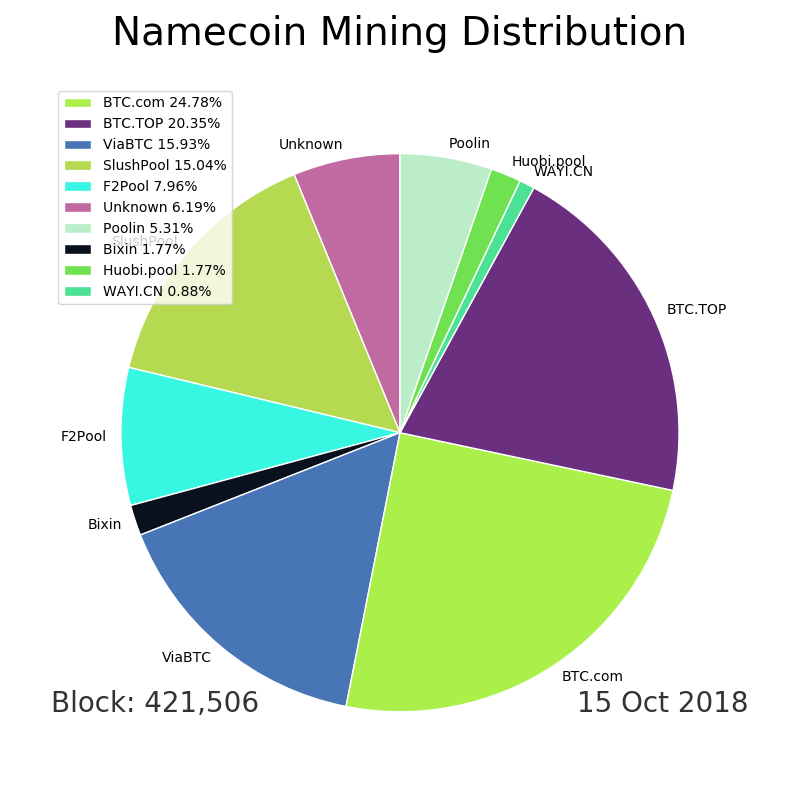 Namecoin Mining Distribution
BTC.com 24.78%
BTC.TOP 20.35%
ViaBTC 15.93%
SlushPool 15.04%
F2Pool 7.96%
Unknown 6.19%
Poolin 5.31%
Bixin 1.77%
Huobi.pool 1.77%
WAYI.CN 0.88%
Unknown
Poolin
Huobi.pool
WAYI.CN
SlushPool
BTC.TOP
F2Pool
Bixin
ViaBTC
BTC.com
Block: 421,506
15 Oct 2018